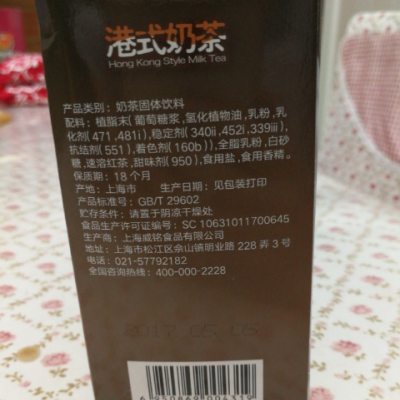 港式奶茶
Hong Kong Style Milk Tea
产品类别: 奶茶固体饮料
配料: 植脂末(葡萄糖浆,氢化植物油,乳粉,乳
化剂(471,481i),稳定剂(340ii,452i,339iii),
抗结剂(551),着色剂(160b)),全脂乳粉,白砂
糖,速溶红茶,甜味剂(950),食用盐,食用香精。
保质期: 18个月
产地: 上海市 生产日期: 见包装打印
产品标准号: GB/T 29602
贮存条件: 请置于阴凉干燥处
食品生产许可证编号: SC 10631011700645
生产商: 上海威铭食品有限公司
地址: 上海市松江区佘山镇明业路 228 弄 3 号
电话: 021-57792182
全国咨询热线: 400-000-2228
2017 05 05